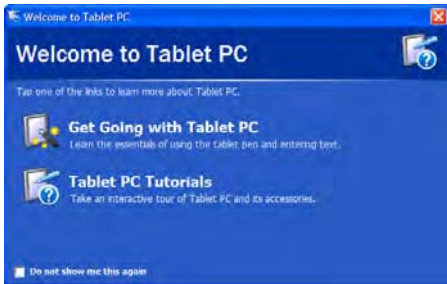 Welcome to Tablet PC
Welcome to Tablet PC
Tap one of the links to learn more about Tablet PC.
Get Going with Tablet PC
Learn the essentials of using the tablet pen and entering text.
Tablet PC Tutorials
Take an interactive tour of Tablet PC and its accessories.
Do not show me this again